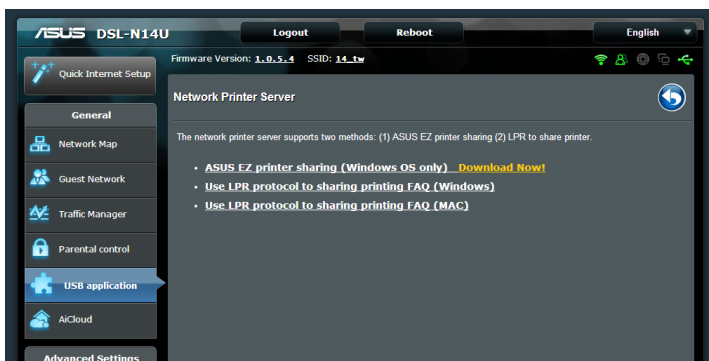 ASUS DSL-N14U Logout Reboot English
Firmware Version: 1.0.5.4 SSID: 14_tw
Quick Internet Setup
General
Network Map
Guest Network
Traffic Manager
Parental control
USB application
AiCloud
Advanced Settings
Network Printer Server
The network printer server supports two methods: (1) ASUS EZ printer sharing (2) LPR to share printer.
ASUS EZ printer sharing (Windows OS only) Download Now!
Use LPR protocol to sharing printing FAQ (Windows)
Use LPR protocol to sharing printing FAQ (MAC)